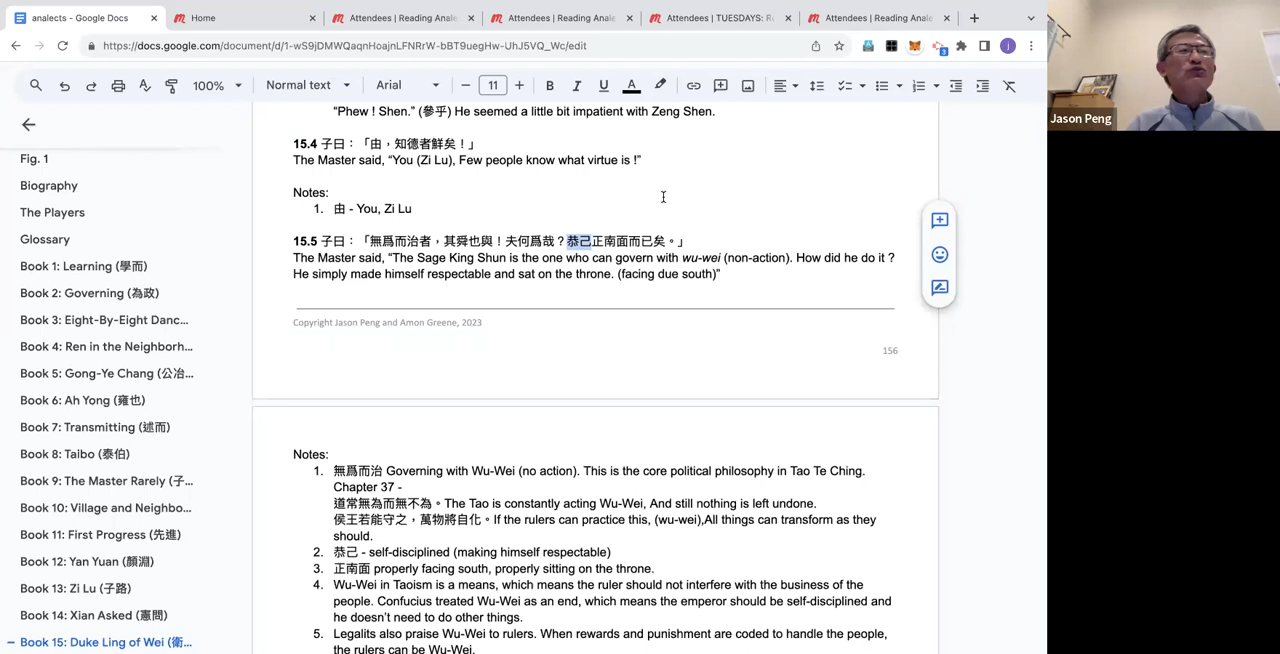 analects - Google Docs
Home
Attendees | Reading Anale
Attendees | Reading Anale
Attendees | TUESDAYS: R
Attendees | Reading Anale
https://docs.google.com/document/d/1-wS9jDMWQaqnHoajnLFNRrW-bBT9uegHw-UhJ5VQ_Wc/edit
3
j
100%
Normal text
Arial
11
B
I
U
A
Fig. 1
Biography
The Players
Glossary
Book 1: Learning (學而)
Book 2: Governing (為政)
Book 3: Eight-By-Eight Danc...
Book 4: Ren in the Neighborh...
Book 5: Gong-Ye Chang (公冶...
Book 6: Ah Yong (雍也)
Book 7: Transmitting (述而)
Book 8: Taibo (泰伯)
Book 9: The Master Rarely (子...
Book 10: Village and Neighbo...
Book 11: First Progress (先進)
Book 12: Yan Yuan (顏淵)
Book 13: Zi Lu (子路)
Book 14: Xian Asked (憲問)
Book 15: Duke Ling of Wei (衛...
"Phew ! Shen." (參乎) He seemed a little bit impatient with Zeng Shen.
15.4 子曰：「由，知德者鮮矣！」
The Master said, “You (Zi Lu), Few people know what virtue is !”
Notes:
1. 由 - You, Zi Lu
15.5 子曰：「無爲而治者，其舜也與！夫何爲哉？恭己正南面而已矣。」
The Master said, “The Sage King Shun is the one who can govern with wu-wei (non-action). How did he do it ?
He simply made himself respectable and sat on the throne. (facing due south)”
Copyright Jason Peng and Amon Greene, 2023
156
Notes:
1. 無爲而治 Governing with Wu-Wei (no action). This is the core political philosophy in Tao Te Ching.
Chapter 37 -
道常無為而無不為。The Tao is constantly acting Wu-Wei, And still nothing is left undone.
侯王若能守之，萬物將自化。If the rulers can practice this, (wu-wei),All things can transform as they
should.
2. 恭己 - self-disciplined (making himself respectable)
3. 正南面 properly facing south, properly sitting on the throne.
4. Wu-Wei in Taoism is a means, which means the ruler should not interfere with the business of the
people. Confucius treated Wu-Wei as an end, which means the emperor should be self-disciplined and
he doesn’t need to do other things.
5. Legalits also praise Wu-Wei to rulers. When rewards and punishment are coded to handle the people,
the rulers can be Wu-Wei.
Jason Peng